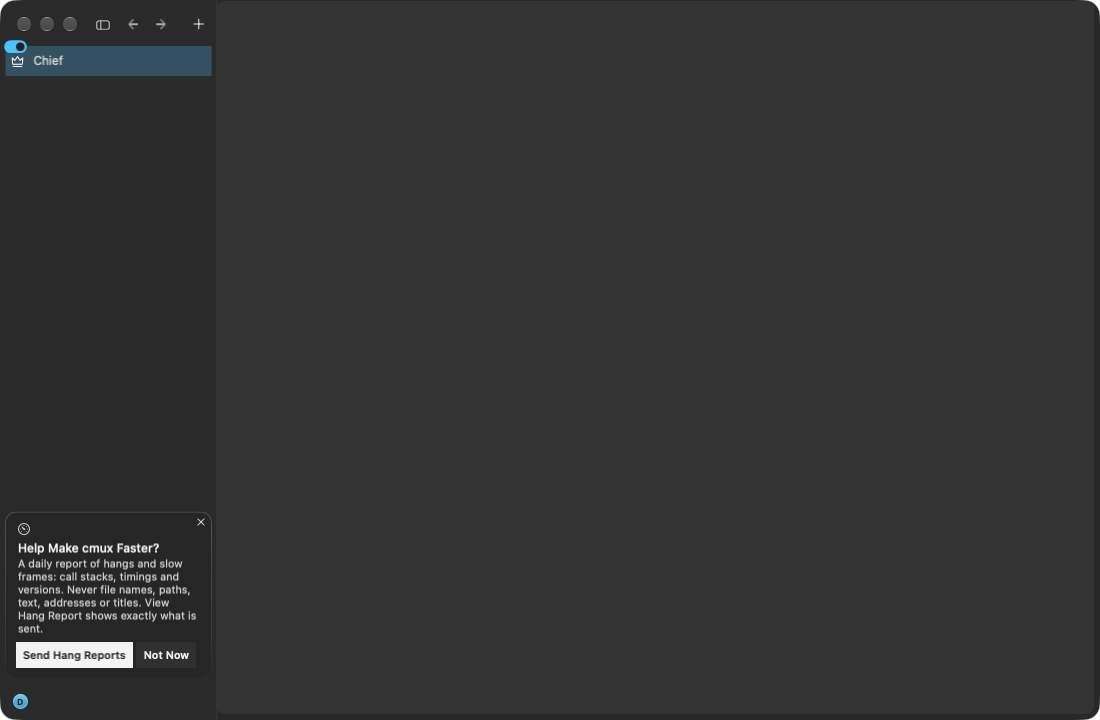 Chief
Help Make cmux Faster?
A daily report of hangs and slow
frames: call stacks, timings and
versions. Never file names, paths,
text, addresses or titles. View
Hang Report shows exactly what is
sent.
Send Hang Reports
Not Now
D